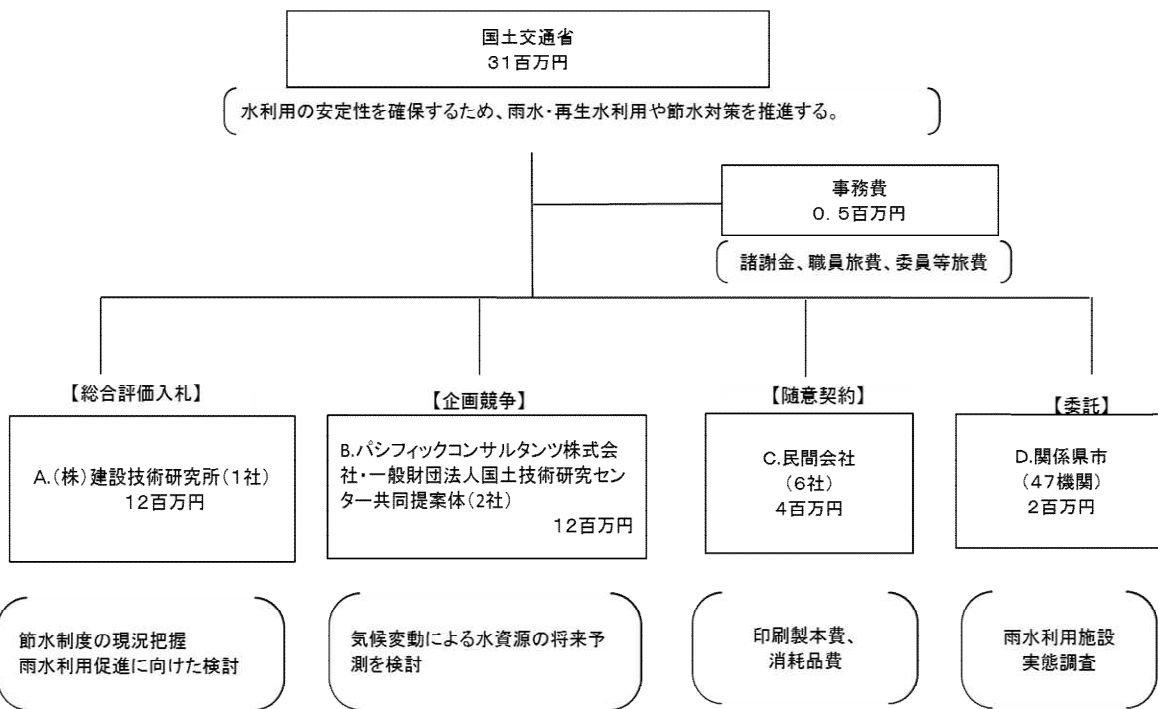 国土交通省
31百万円
水利用の安定性を確保するため、雨水・再生水利用や節水対策を推進する。
事務費
０．５百万円
諸謝金、職員旅費、委員等旅費
【総合評価入札】
A.(株)建設技術研究所(１社)
１２百万円
節水制度の現況把握
雨水利用促進に向けた検討
【企画競争】
B.パシフィックコンサルタンツ株式会
社・一般財団法人国土技術研究セン
ター共同提案体(2社)
１２百万円
気候変動による水資源の将来予
測を検討
【随意契約】
C.民間会社
(6社)
4百万円
印刷製本費、
消耗品費
【委託】
D.関係県市
(47機関)
2百万円
雨水利用施設
実態調査